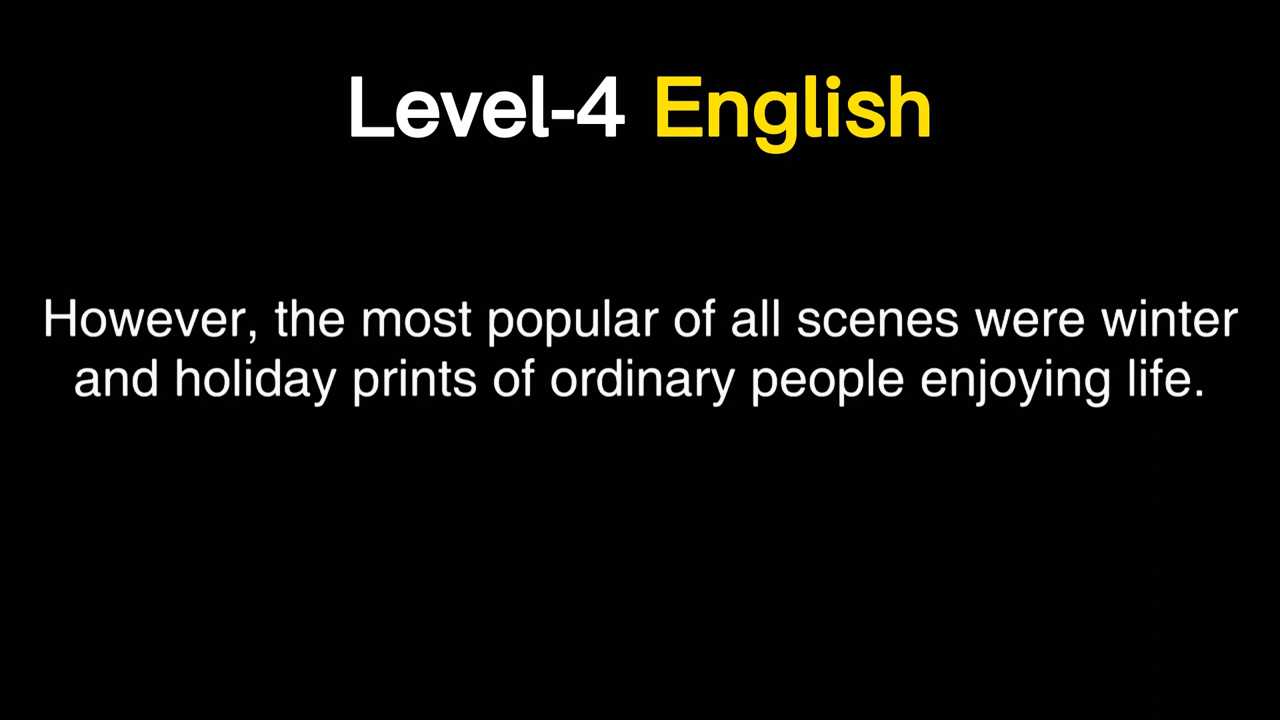 Level-4 English
However, the most popular of all scenes were winter
and holiday prints of ordinary people enjoying life.